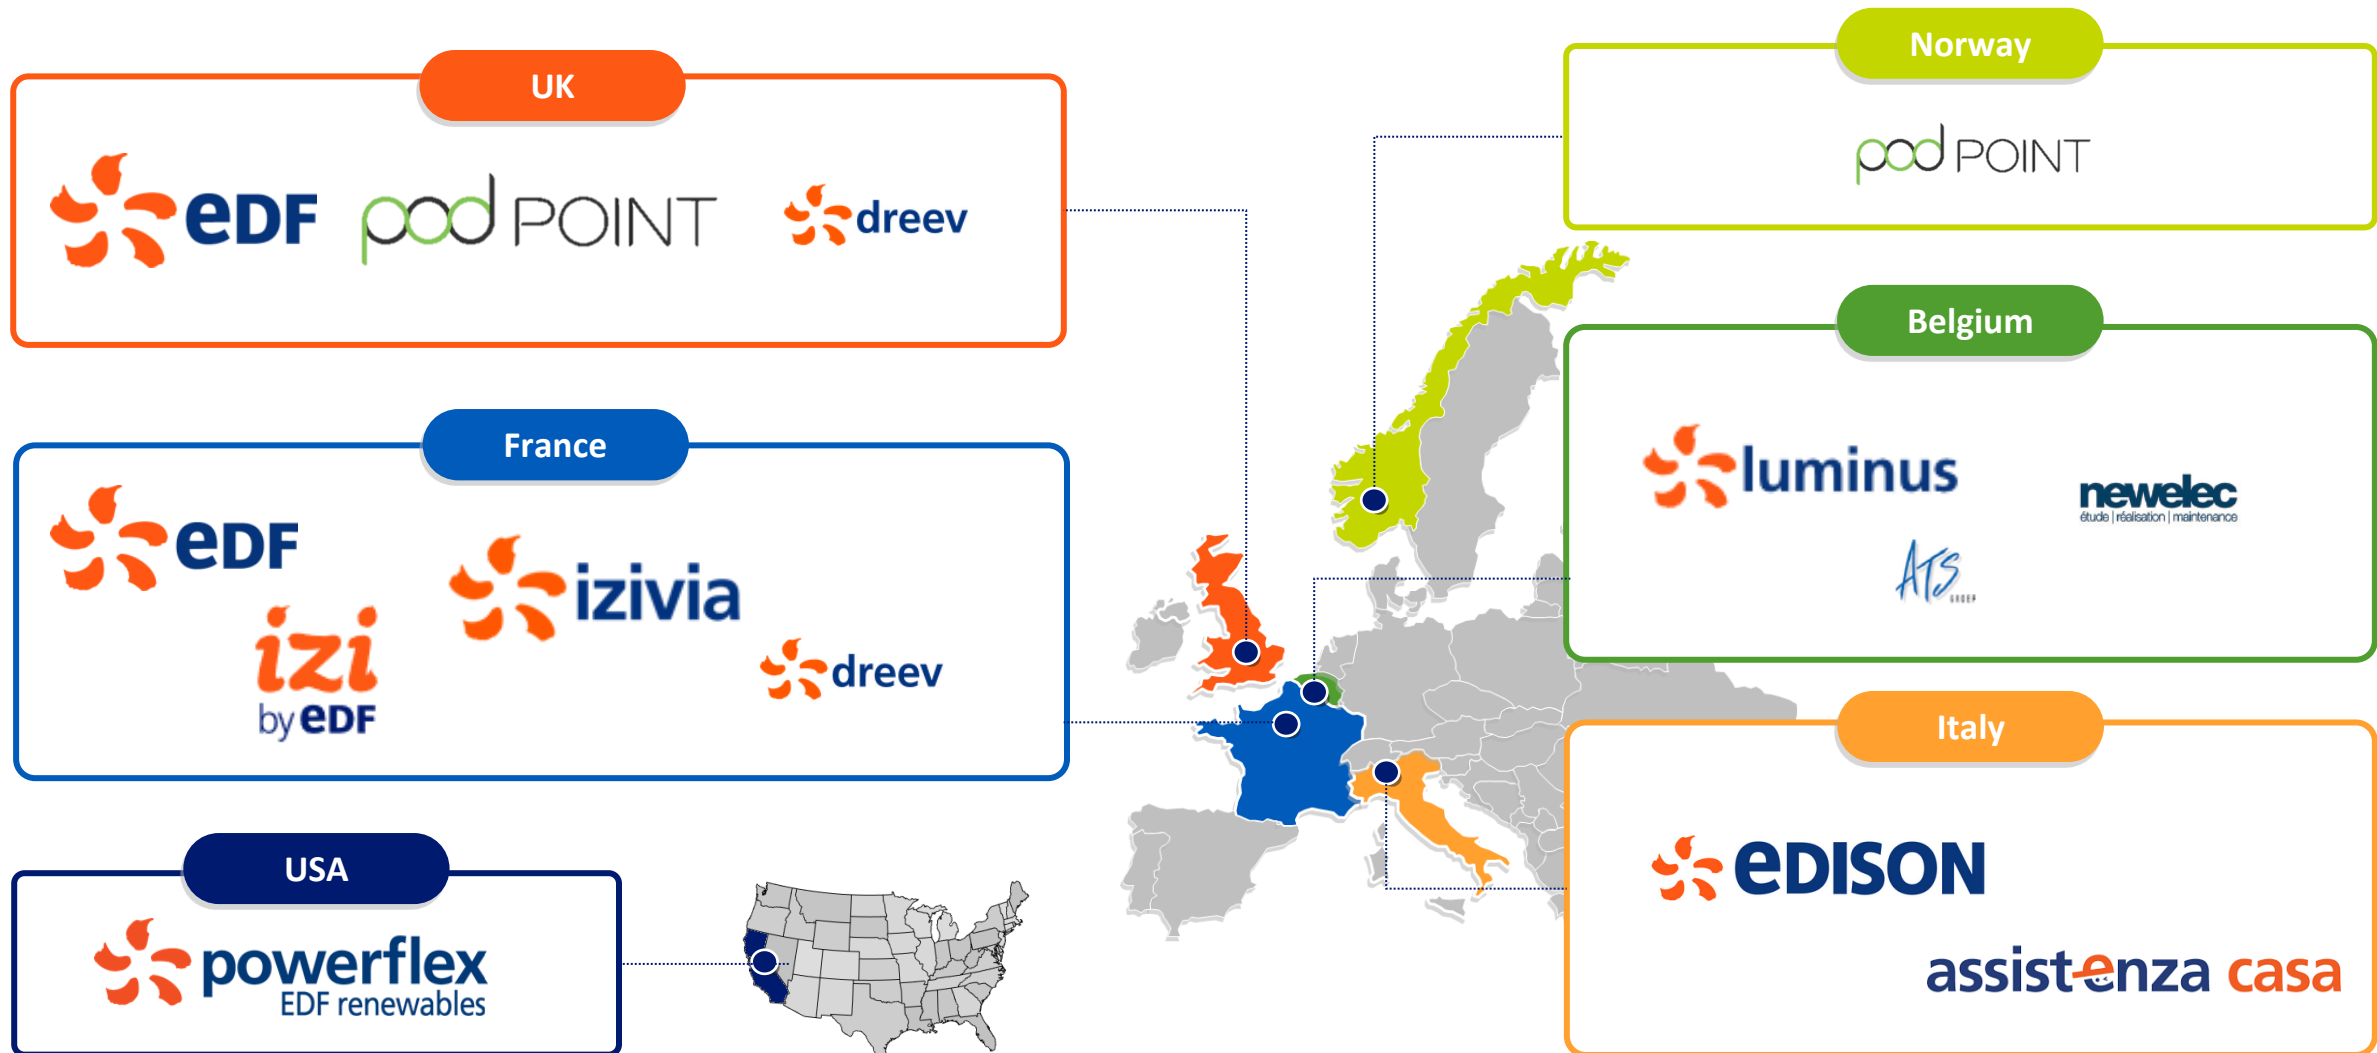 UK
eDF
pod POINT
dreev
France
eDF
izi
by eDF
izivia
dreev
USA
powerflex
EDF renewables
Norway
pod POINT
Belgium
luminus
newelec
étude | réalisation | maintenance
ATS
GROEP
Italy
eDISON
assistenza casa